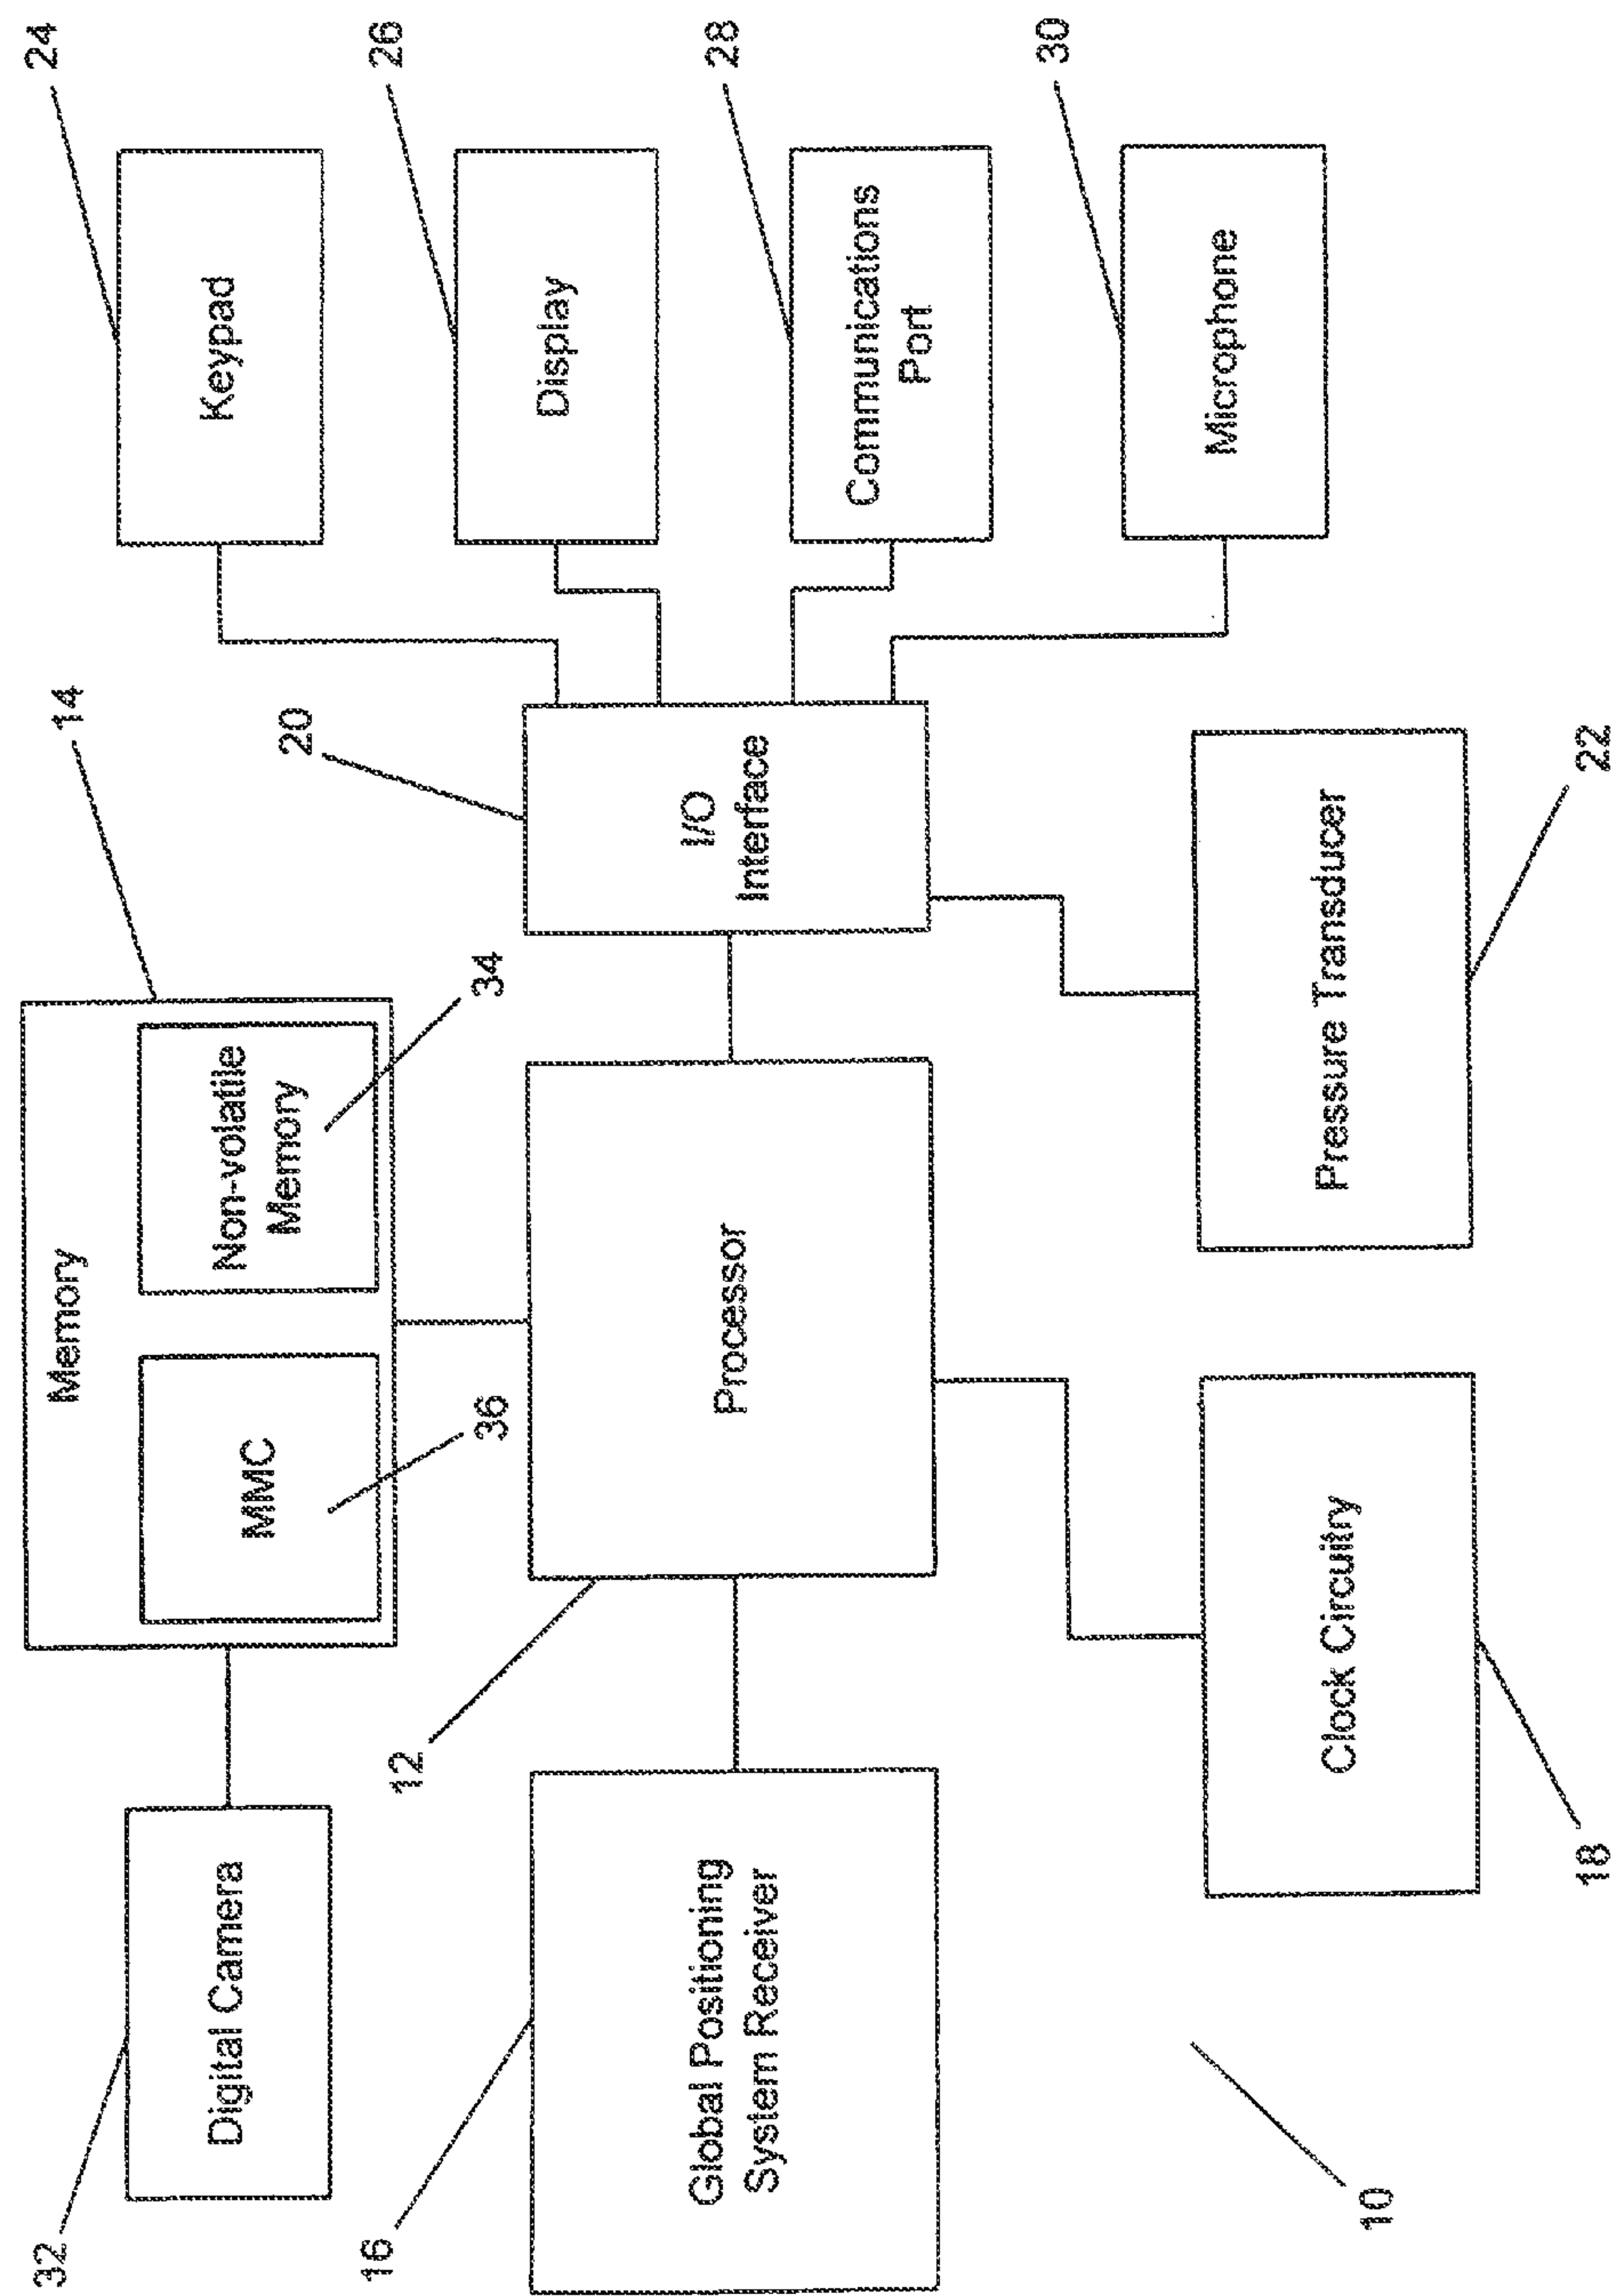 32
Digital Camera
Memory
14
MMC
Non-volatile
Memory
36
34
24
Keypad
26
Display
16
Global Positioning
System Receiver
12
Processor
20
I/O
Interface
28
Communications
Port
30
Microphone
10
Clock Circuitry
18
Pressure Transducer
22